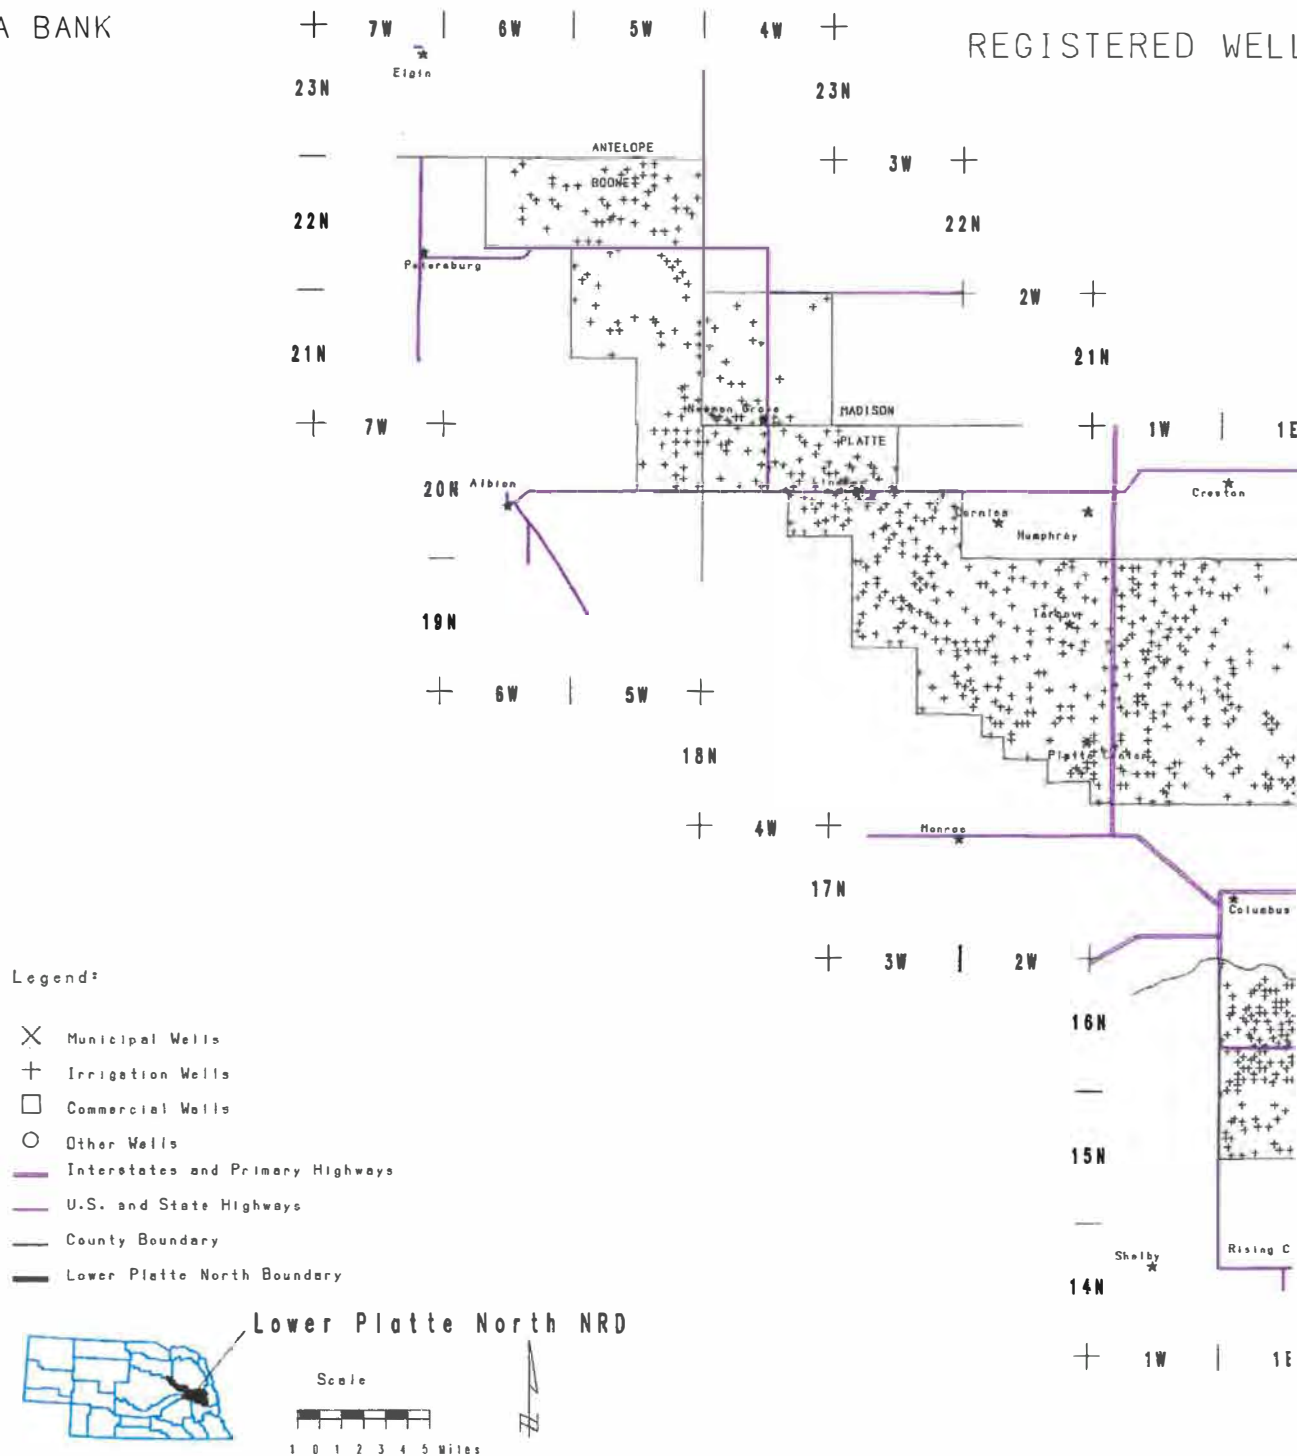 A BANK
REGISTERED WELL
7W 6W 5W 4W
Elgin
23N 23N
ANTELOPE
BOONE
3W
22N 22N
Petersburg
2W
21N 21N
Newman Grove
MADISON
PLATTE
7W 1W 1E
20N Albion Lindsay
Cornlea
Creston
Humphrey
19N
Tarnov
6W 5W
18N
Platte Center
4W
Monroe
17N
Columbus
3W 2W
Legend:
16N
Municipal Wells
Irrigation Wells
Commercial Wells
Other Wells
15N
Interstates and Primary Highways
U.S. and State Highways
County Boundary
Shelby
Rising C
Lower Platte North Boundary
14N
Lower Platte North NRD
1W 1E
Scale
1 0 1 2 3 4 5 Miles
N